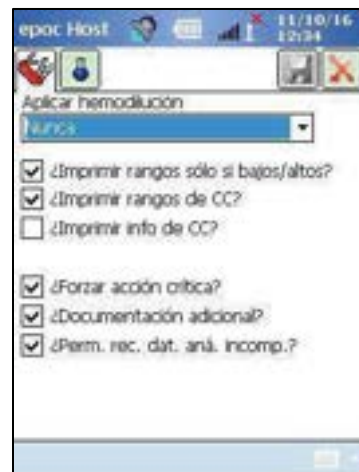 epoc Host 11/10/16
12:34
Aplicar hemodilución
Nunca
¿Imprimir rangos sólo si bajos/altos?
¿Imprimir rangos de CC?
¿Imprimir info de CC?
¿Forzar acción crítica?
¿Documentación adicional?
¿Perm. rec. dat. aná. incomp.?